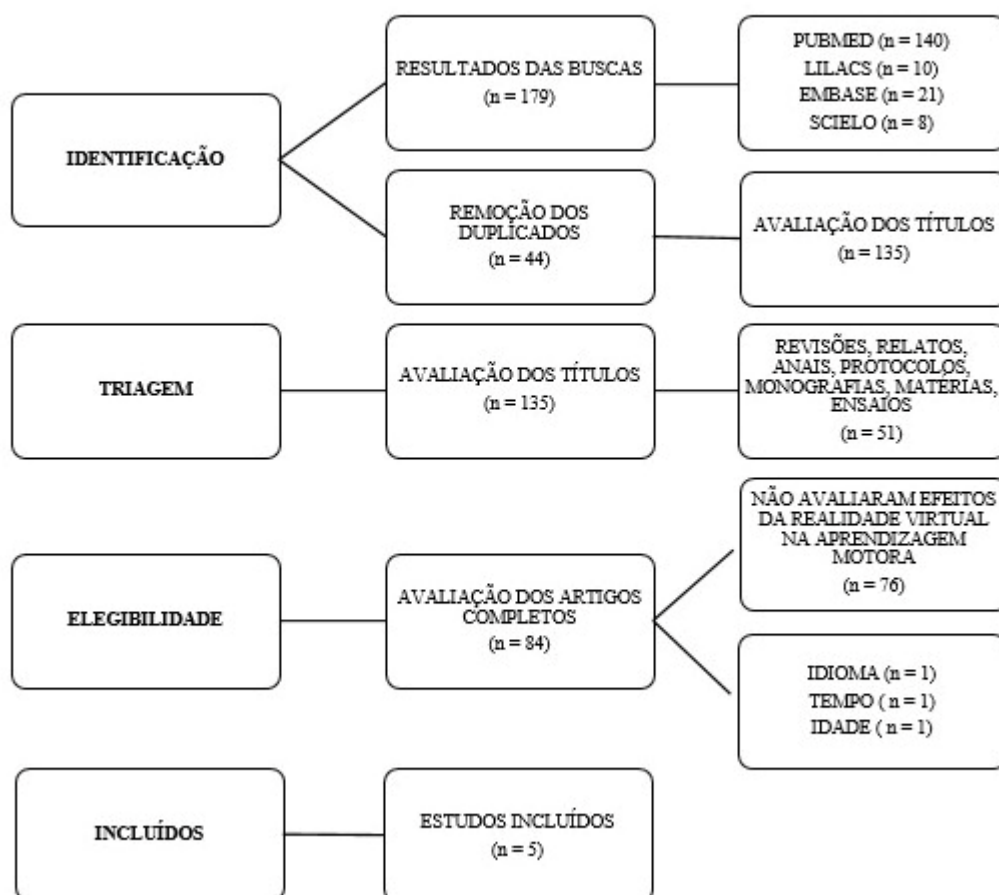 IDENTIFICAÇÃO
RESULTADOS DAS BUSCAS
(n = 179)
PUBMED (n = 140)
LILACS (n = 10)
EMBASE (n = 21)
SCIELO (n = 8)
REMOÇÃO DOS
DUPLICADOS
(n = 44)
AVALIAÇÃO DOS TÍTULOS
(n = 135)
TRIAGEM
AVALIAÇÃO DOS TÍTULOS
(n = 135)
REVISÕES, RELATOS,
ANAIS, PROTOCOLOS,
MONOGRAFIAS, MATÉRIAS,
ENSAIOS
(n = 51)
ELEGIBILIDADE
AVALIAÇÃO DOS ARTIGOS
COMPLETOS
(n = 84)
NÃO AVALIARAM EFEITOS
DA REALIDADE VIRTUAL
NA APRENDIZAGEM
MOTORA
(n = 76)
IDIOMA (n = 1)
TEMPO ( n = 1)
IDADE ( n = 1)
INCLUÍDOS
ESTUDOS INCLUÍDOS
(n = 5)